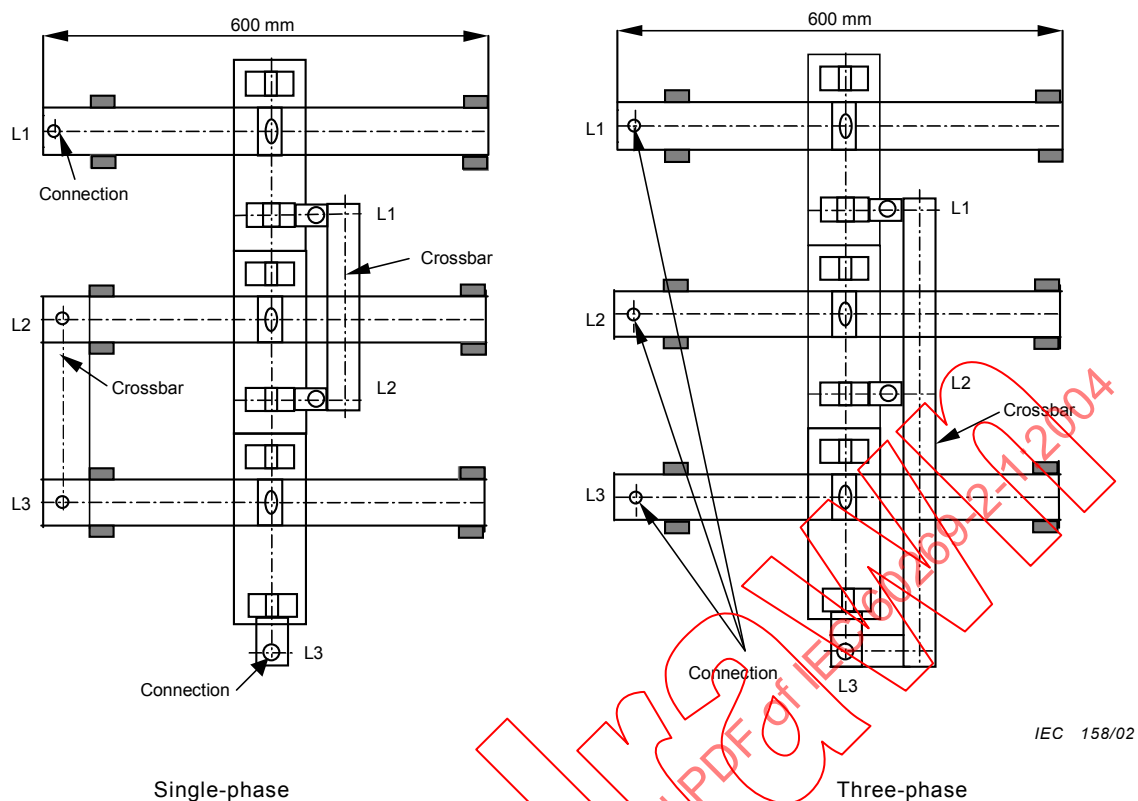 600 mm
L1
Connection
L1
Crossbar
L2
Crossbar
L2
L3
L3
Connection
Single-phase
600 mm
L1
L1
L2
L2
Crossbar
L3
Connection
L3
IEC 158/02
Three-phase
PDF of IEC 60269-2-1:2004